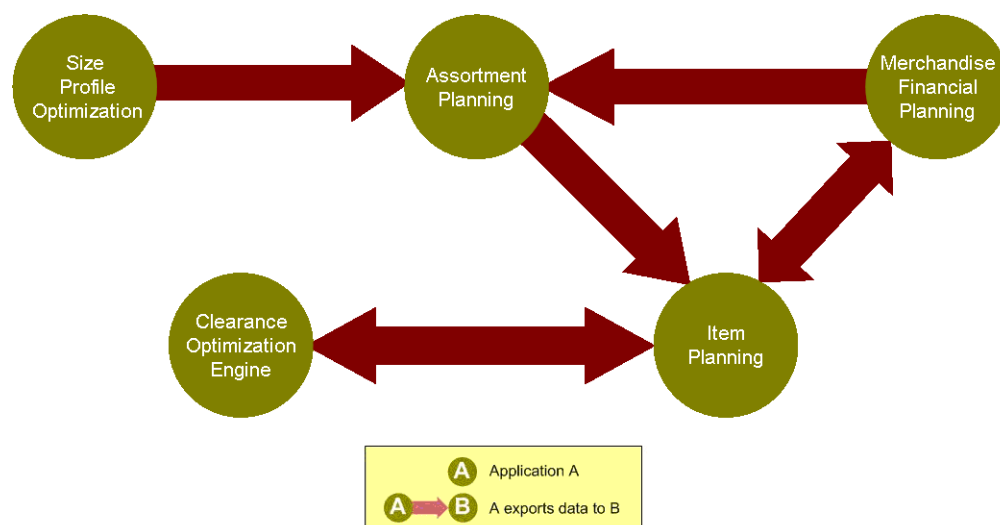 Size
Profile
Optimization
Assortment
Planning
Merchandise
Financial
Planning
Clearance
Optimization
Engine
Item
Planning
A Application A
A B A exports data to B